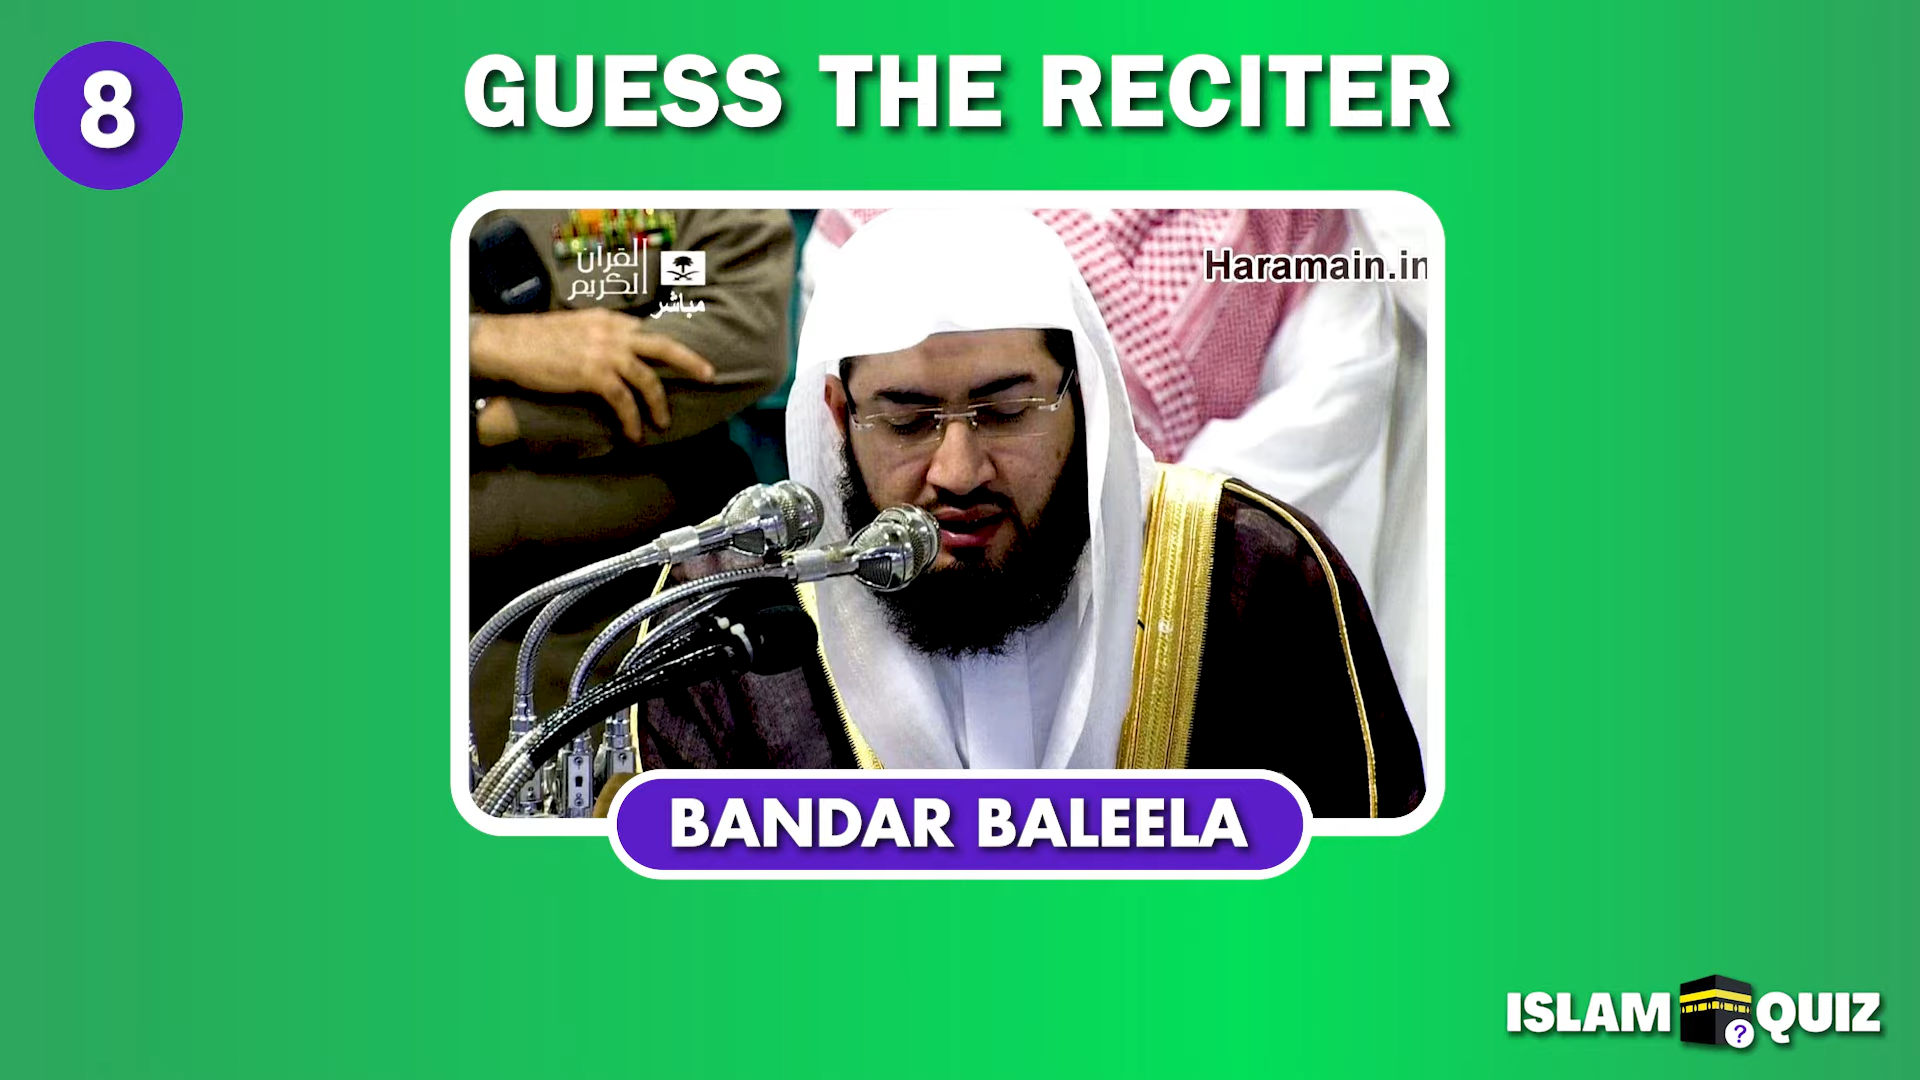 8
GUESS THE RECITER
القرآن
الكريم
مباشر
Haramain.in
BANDAR BALEELA
ISLAM QUIZ
?